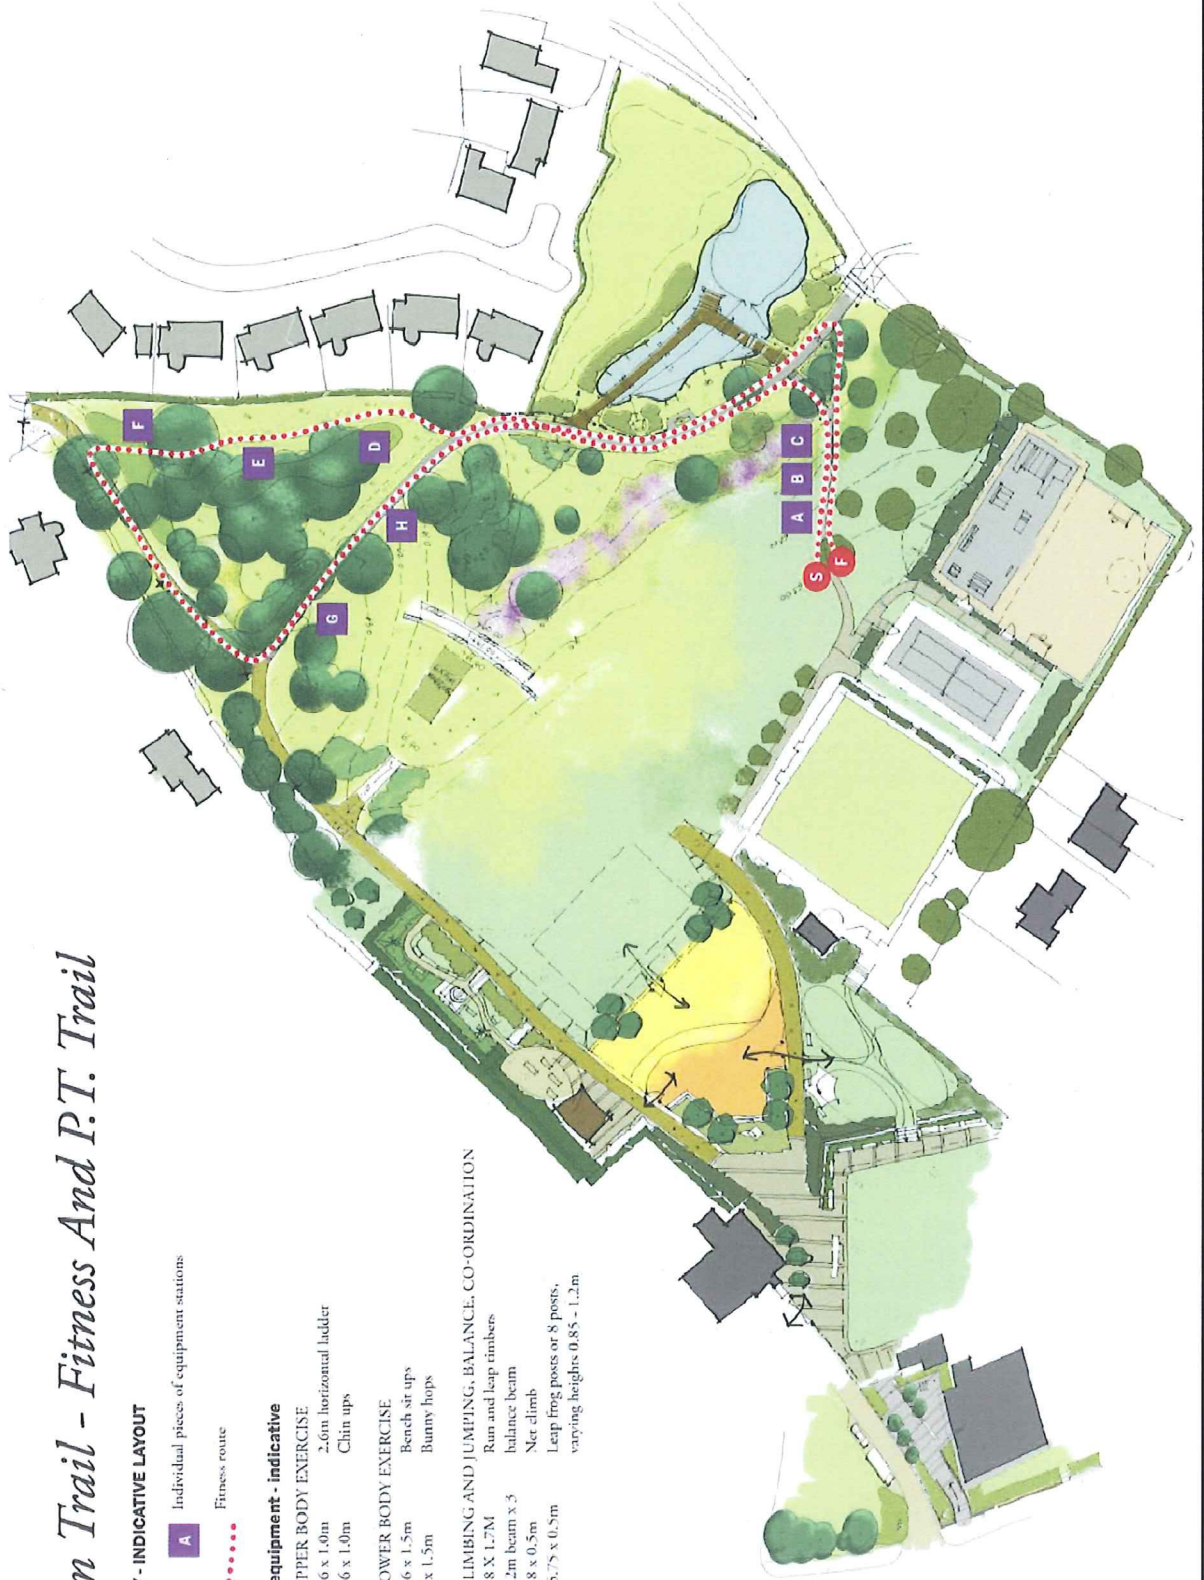 n Trail - Fitness And P.T. Trail
- INDICATIVE LAYOUT
A Individual pieces of equipment stations
Fitness route
equipment - indicative
PPER BODY EXERCISE
6 x 1.0m 2.6m horizontal ladder
6 x 1.0m Chin ups
OWER BODY EXERCISE
6 x 1.5m Bench sit ups
x 1.5m Bunny hops
LIMBING AND JUMPING, BALANCE, CO-ORDINATION
8 X 1.7M Run and leap timbers
2m beam x 3 balance beam
8 x 0.5m Net climb
5.75 x 0.5m Leap frog posts or 8 posts,
varying heights 0.85 - 1.2m
F
E
D
H
G
A
B
C
S
F